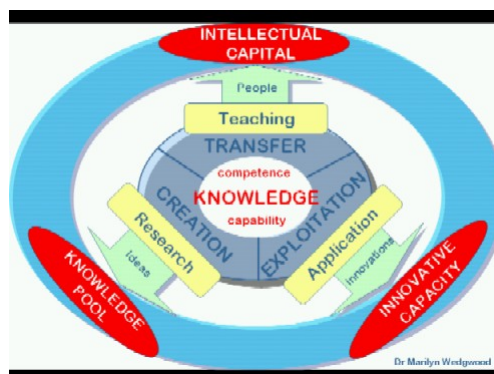 INTELLECTUAL
CAPITAL
People
Teaching
TRANSFER
competence
KNOWLEDGE
capability
CREATION
EXPLOITATION
Research
Application
Ideas
Innovations
KNOWLEDGE
POOL
INNOVATIVE
CAPACITY
Dr Marilyn Wedgwood